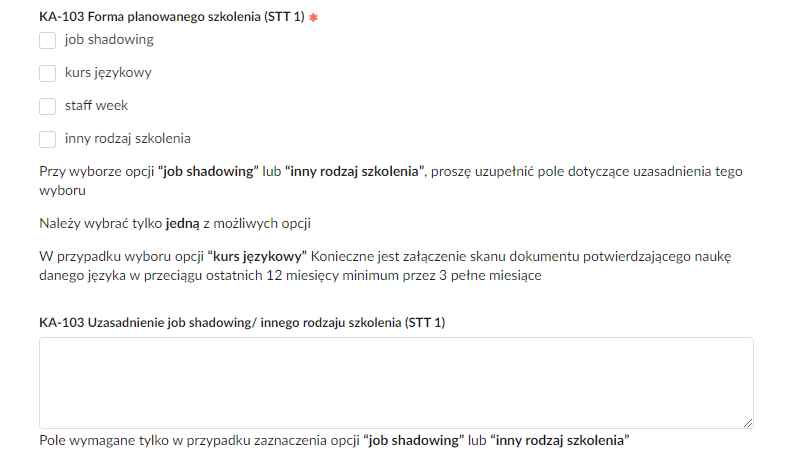 KA-103 Forma planowanego szkolenia (STT 1) *
job shadowing
kurs językowy
staff week
inny rodzaj szkolenia
Przy wyborze opcji “job shadowing” lub “inny rodzaj szkolenia”, proszę uzupełnić pole dotyczące uzasadnienia tego
wyboru
Należy wybrać tylko jedną z możliwych opcji
W przypadku wyboru opcji “kurs językowy” Konieczne jest załączenie skanu dokumentu potwierdzającego naukę
danego języka w przeciągu ostatnich 12 miesięcy minimum przez 3 pełne miesiące
KA-103 Uzasadnienie job shadowing/ innego rodzaju szkolenia (STT 1)
Pole wymagane tylko w przypadku zaznaczenia opcji “job shadowing” lub “inny rodzaj szkolenia”